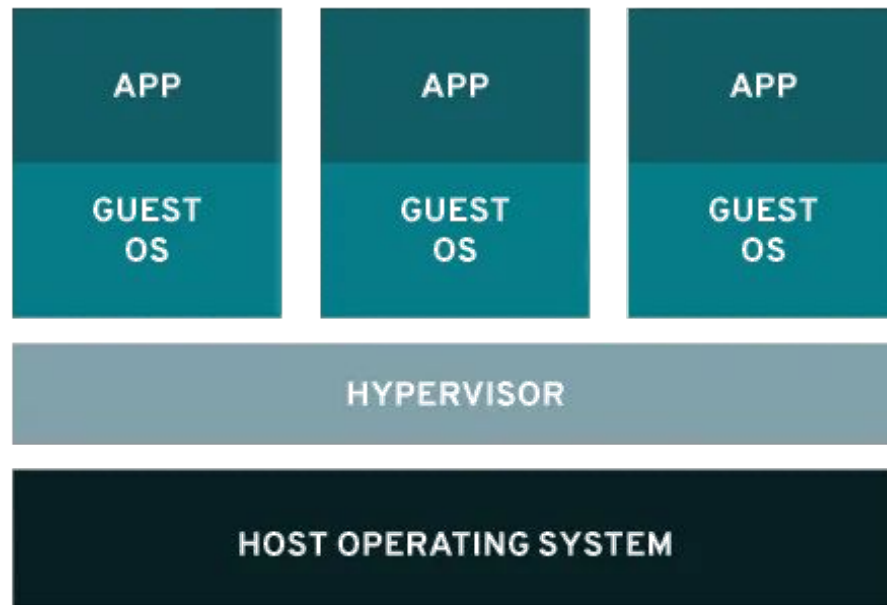 APP
APP
APP
GUEST
OS
GUEST
OS
GUEST
OS
HYPERVISOR
HOST OPERATING SYSTEM